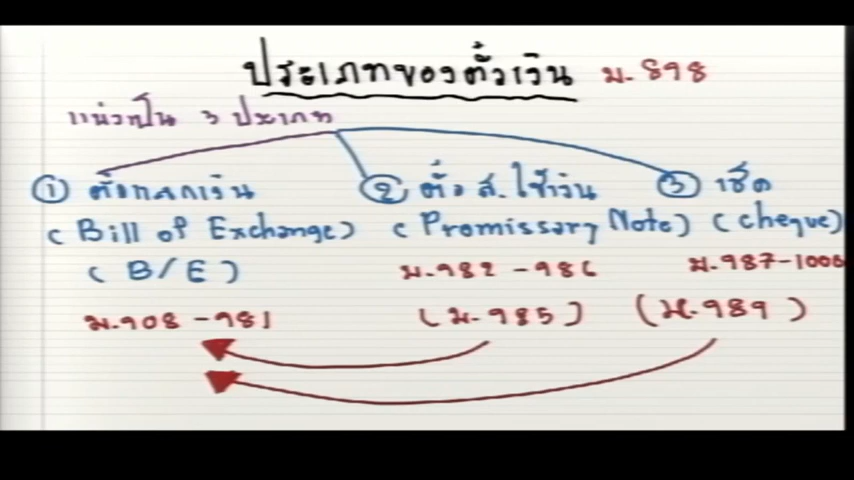 ประเภทของตั๋วเงิน ม.898
แบ่งเป็น 3 ประเภท
① ตั๋วแลกเงิน ② ตั๋ว ส.ใช้เงิน ③ เช็ค
(Bill of Exchange) (Promissory Note) (cheque)
(B/E) ม.982-986 ม.987-1000
ม.908-981 (ม.985) (ม.989)